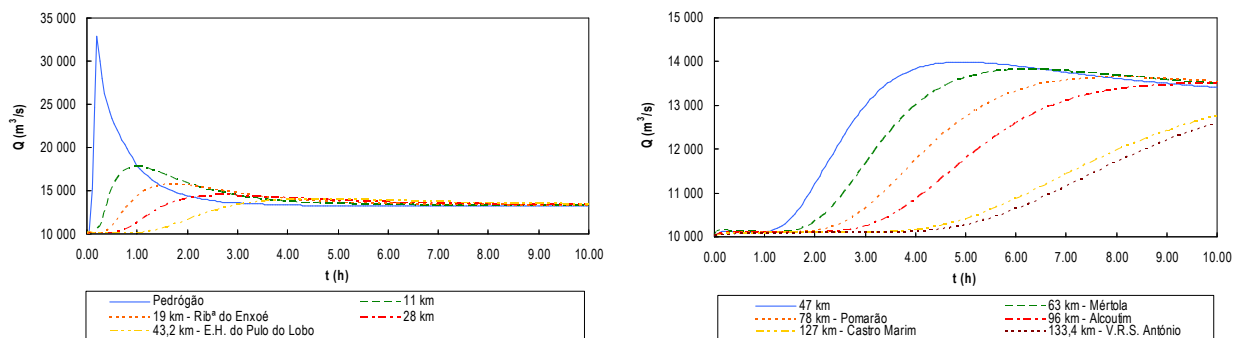 35 000
30 000
25 000
20 000
15 000
10 000
Q (m³/s)
0.00 1.00 2.00 3.00 4.00 5.00 6.00 7.00 8.00 9.00 10.00
t (h)
Pedrógão
11 km
19 km - Ribª do Enxoé
28 km
43,2 km - E.H. do Pulo do Lobo
15 000
14 000
13 000
12 000
11 000
10 000
Q (m³/s)
0.00 1.00 2.00 3.00 4.00 5.00 6.00 7.00 8.00 9.00 10.00
t (h)
47 km
63 km - Mértola
78 km - Pomarão
96 km - Alcoutim
127 km - Castro Marim
133,4 km - V.R.S. António